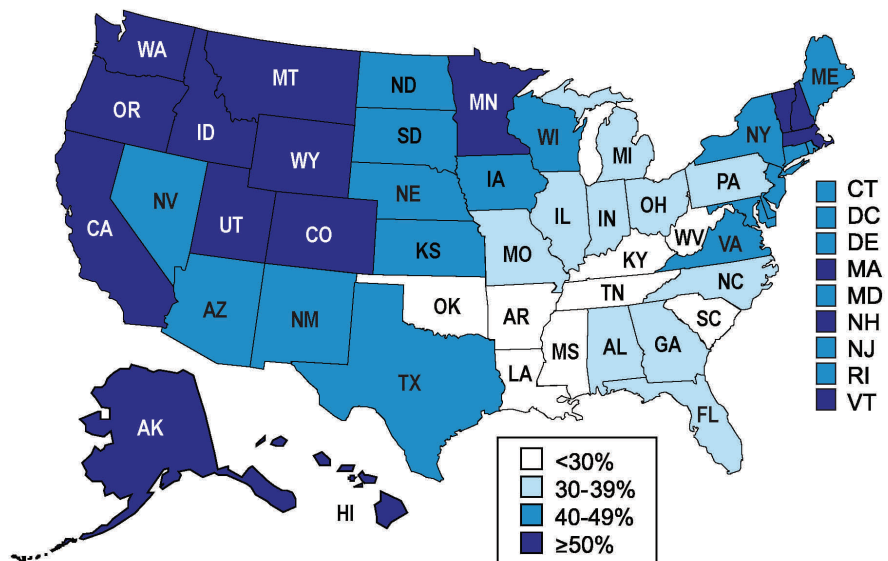 WA
MT
ND
MN
ME
OR
ID
SD
WI
NY
WY
MI
NE
IA
PA
NV
IL
IN
OH
CA
UT
CO
KS
MO
WV
VA
KY
NC
TN
AZ
NM
OK
AR
SC
MS
AL
GA
LA
TX
FL
AK
HI
CT
DC
DE
MA
MD
NH
NJ
RI
VT
<30%
30-39%
40-49%
≥50%